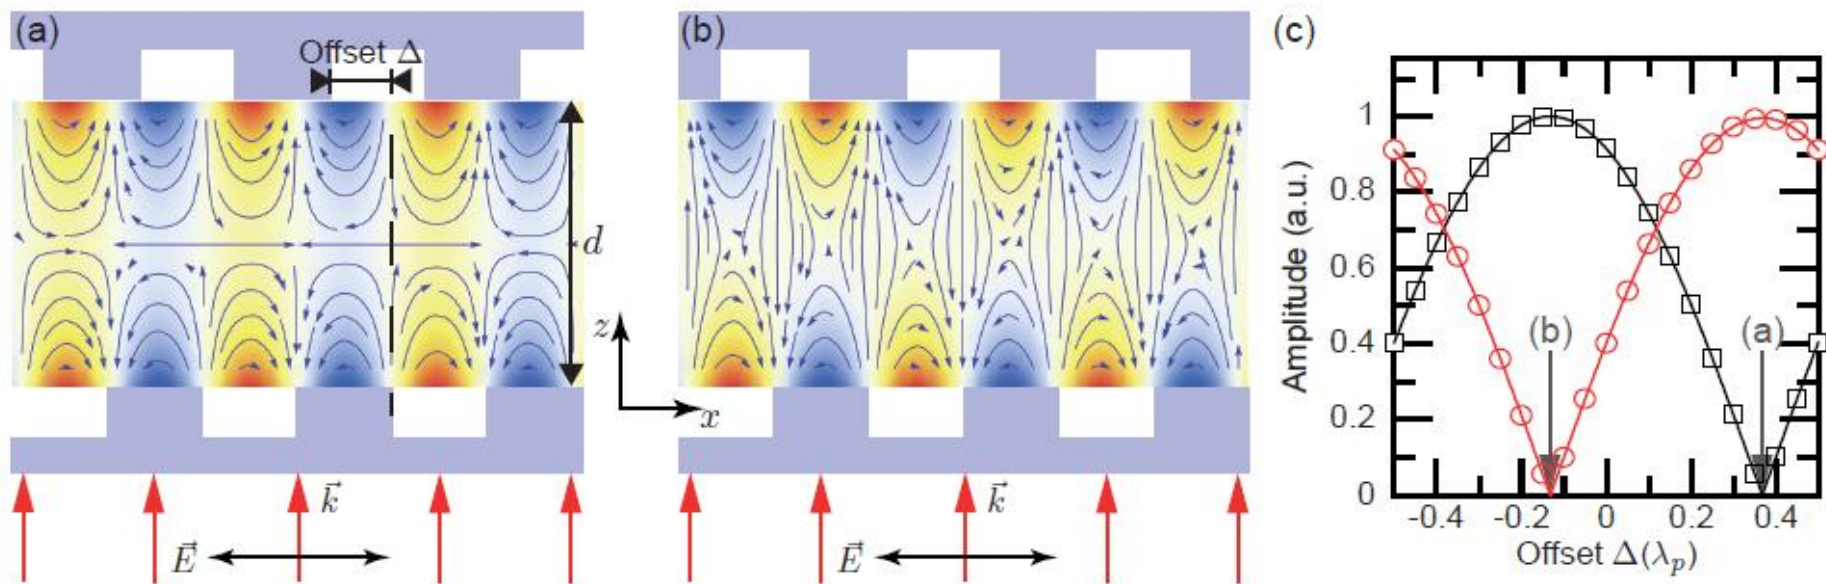 (a)
Offset Δ
d
z
x
k⃗
E⃗
(b)
k⃗
E⃗
(c)
Amplitude (a.u.)
1
0.8
0.6
0.4
0.2
0
(b)
(a)
-0.4 -0.2 0 0.2 0.4
Offset Δ(λp)